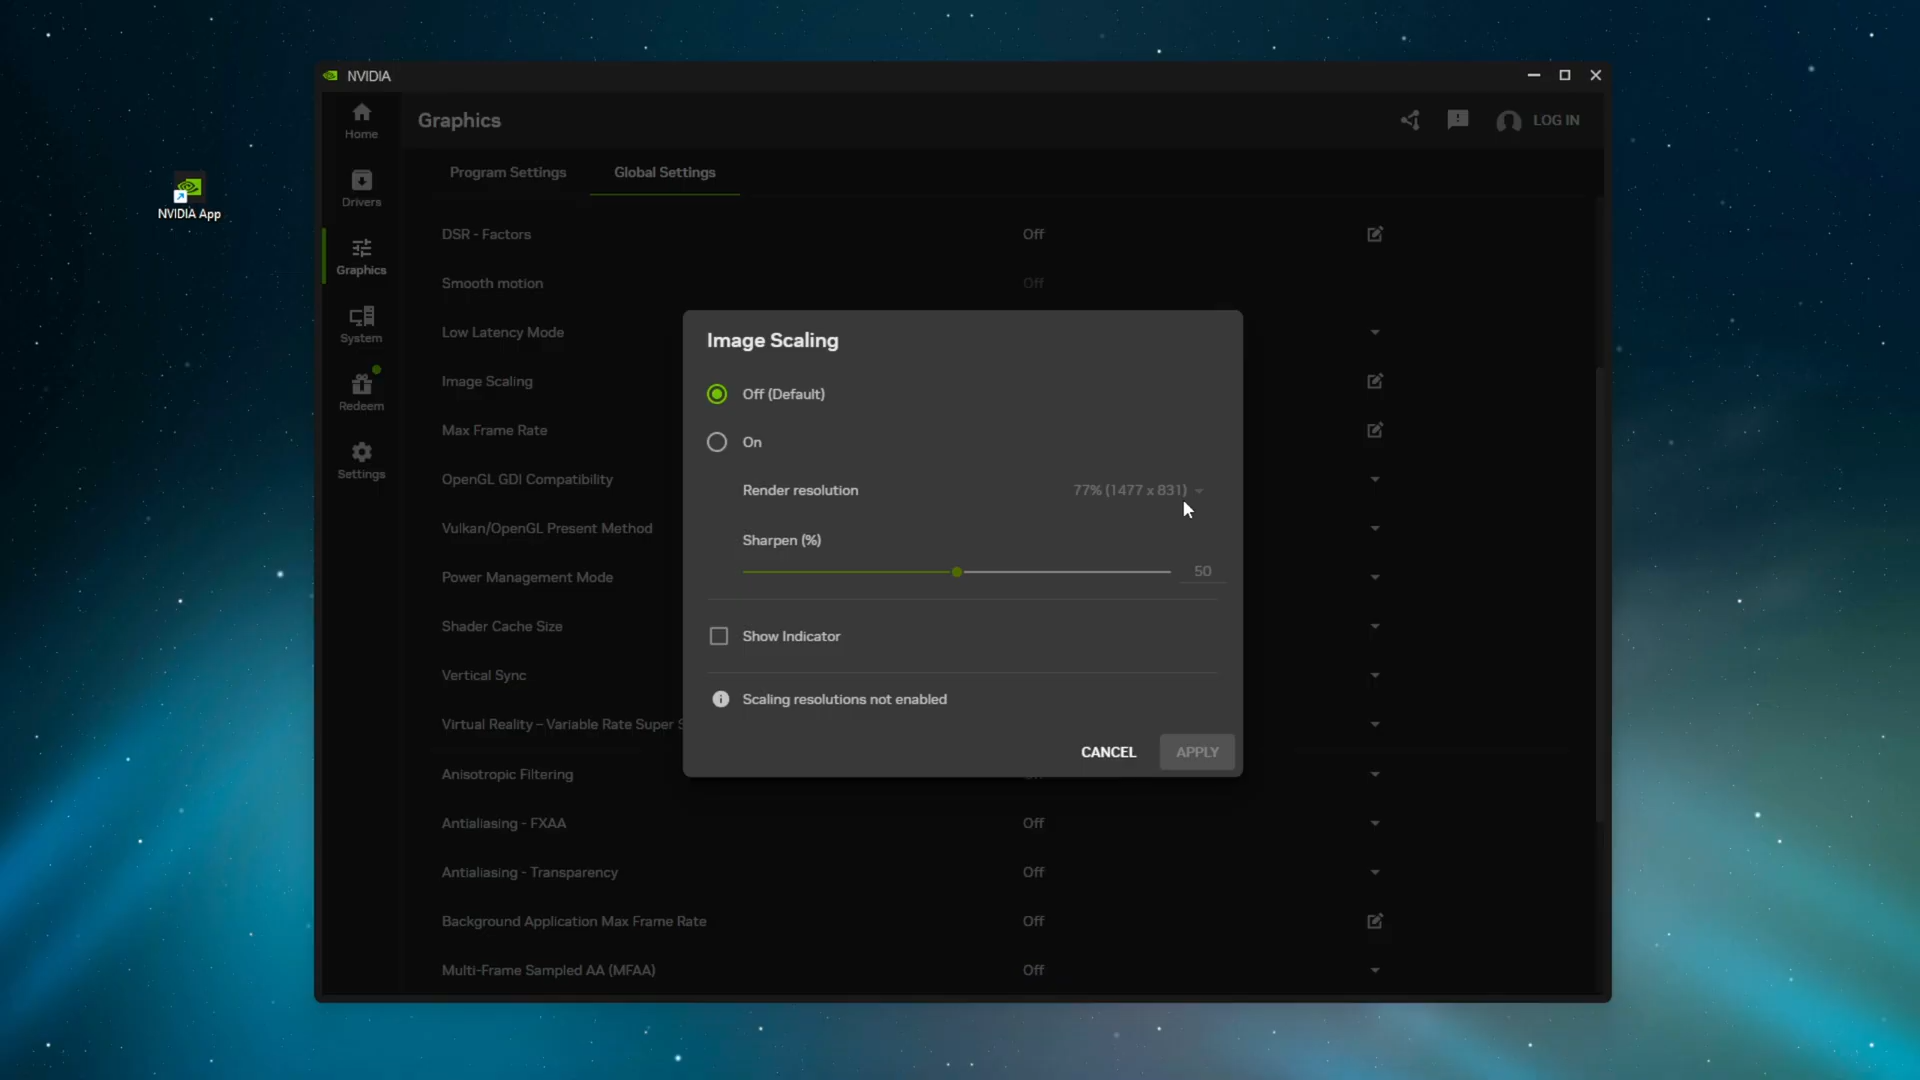 NVIDIA
Home
Graphics
LOG IN
NVIDIA App
Drivers
Program Settings
Global Settings
DSR - Factors
Off
Graphics
Smooth motion
Off
System
Low Latency Mode
Image Scaling
Redeem
Max Frame Rate
Settings
OpenGL GDI Compatibility
Vulkan/OpenGL Present Method
Power Management Mode
Shader Cache Size
Vertical Sync
Virtual Reality – Variable Rate Super
Image Scaling
Off (Default)
On
Render resolution
77% (1477 x 831)
Sharpen (%)
50
Show Indicator
Scaling resolutions not enabled
CANCEL
APPLY
Anisotropic Filtering
Antialiasing - FXAA
Off
Antialiasing - Transparency
Off
Background Application Max Frame Rate
Off
Multi-Frame Sampled AA (MFAA)
Off